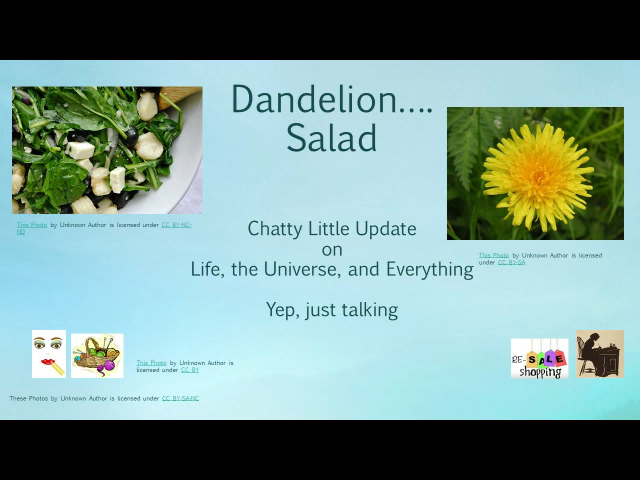 Dandelion....
Salad
This Photo by Unknown Author is licensed under CC BY-NC-
ND
Chatty Little Update
on
Life, the Universe, and Everything
Yep, just talking
This Photo by Unknown Author is licensed
under CC BY-SA
This Photo by Unknown Author is
licensed under CC BY
RE-SALE
shopping
These Photos by Unknown Author is licensed under CC BY-SA-NC